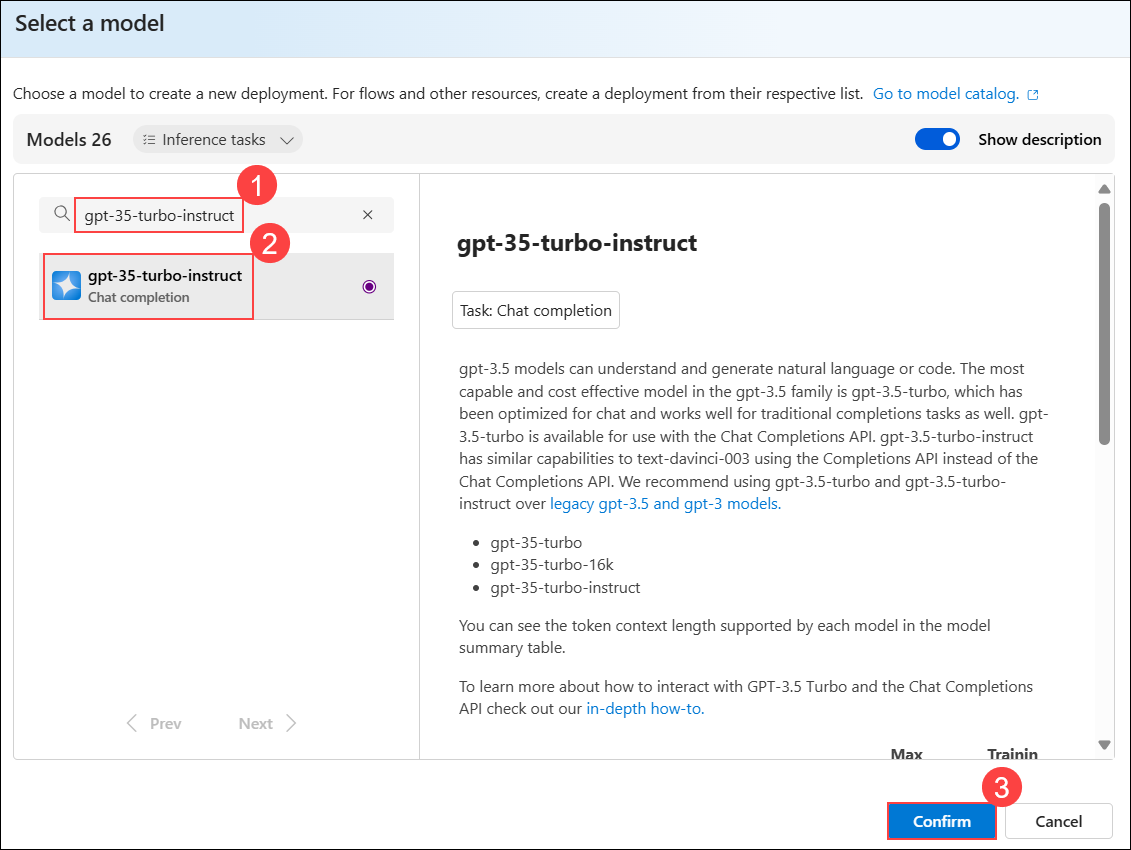 Select a model
Choose a model to create a new deployment. For flows and other resources, create a deployment from their respective list. Go to model catalog.
Models 26
Inference tasks
Show description
1
gpt-35-turbo-instruct
2
gpt-35-turbo-instruct
Chat completion
Prev
Next
gpt-35-turbo-instruct
Task: Chat completion
gpt-3.5 models can understand and generate natural language or code. The most
capable and cost effective model in the gpt-3.5 family is gpt-3.5-turbo, which has
been optimized for chat and works well for traditional completions tasks as well. gpt-
3.5-turbo is available for use with the Chat Completions API. gpt-3.5-turbo-instruct
has similar capabilities to text-davinci-003 using the Completions API instead of the
Chat Completions API. We recommend using gpt-3.5-turbo and gpt-3.5-turbo-
instruct over legacy gpt-3.5 and gpt-3 models.
• gpt-35-turbo
• gpt-35-turbo-16k
• gpt-35-turbo-instruct
You can see the token context length supported by each model in the model
summary table.
To learn more about how to interact with GPT-3.5 Turbo and the Chat Completions
API check out our in-depth how-to.
Max Trainin
3
Confirm
Cancel